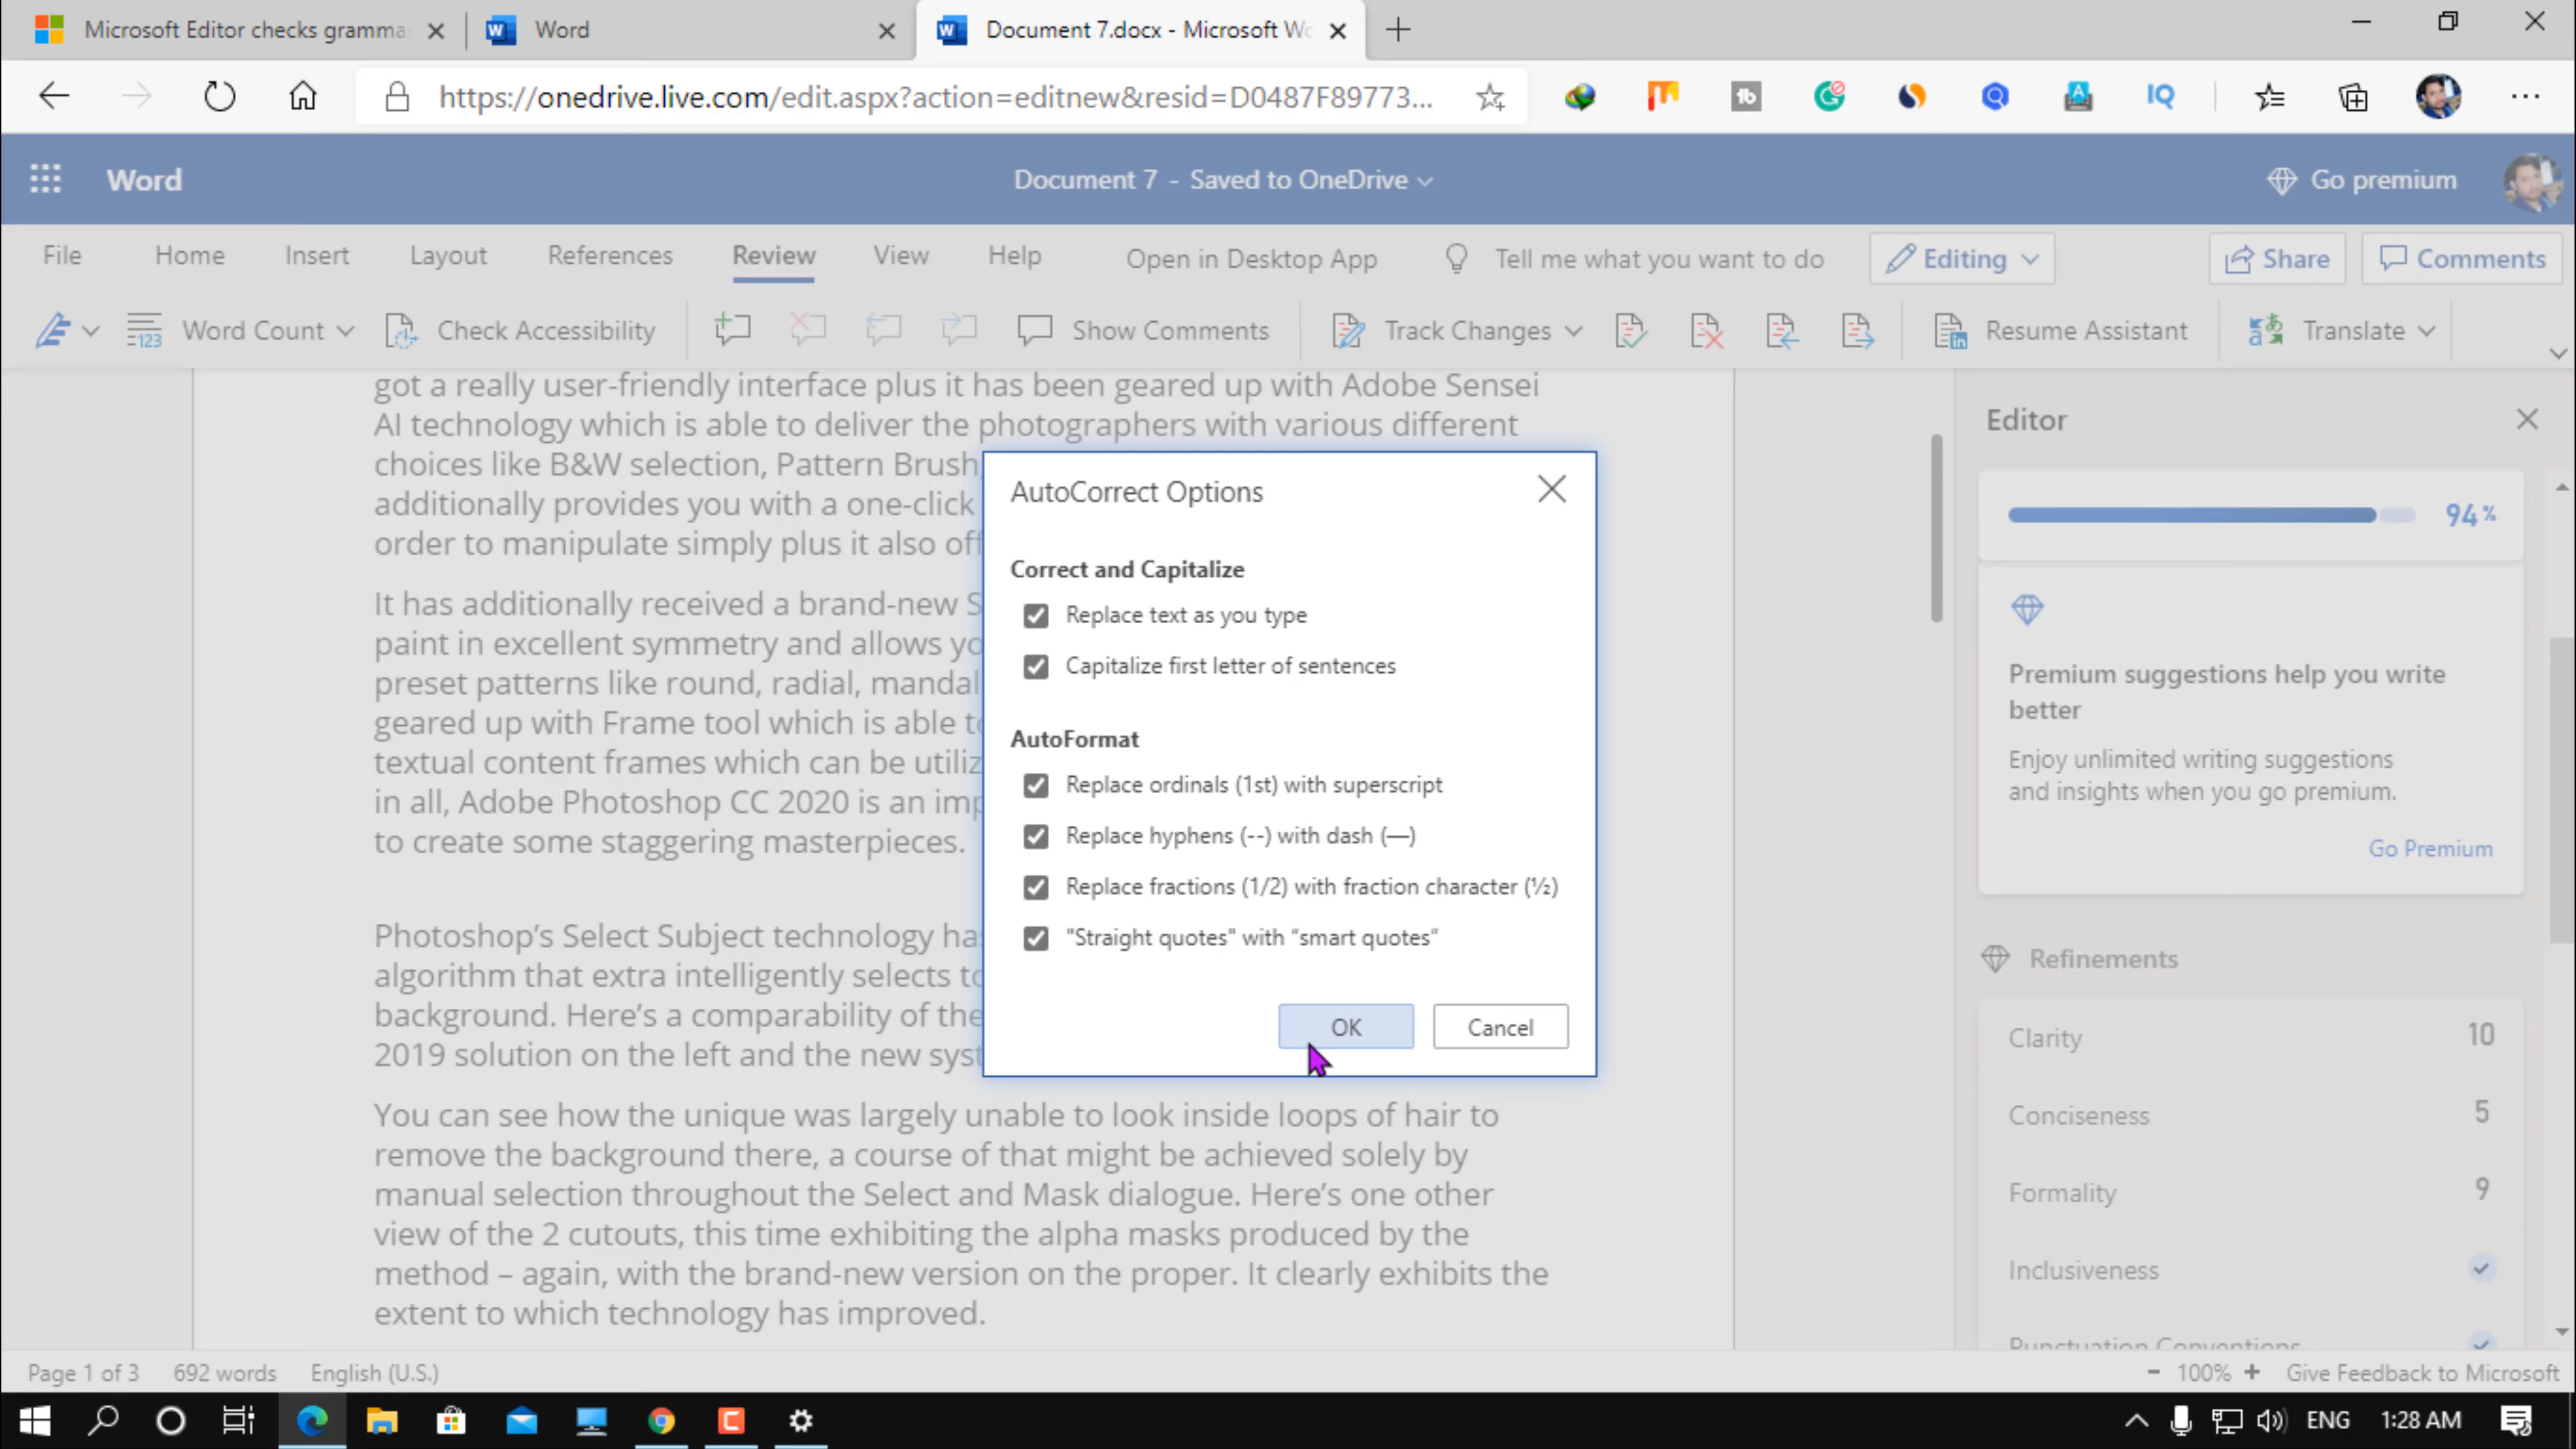 Microsoft Editor checks gramma
Word
Document 7.docx - Microsoft Wo
https://onedrive.live.com/edit.aspx?action=editnew&resid=D0487F89773...
Word
Document 7 - Saved to OneDrive
Go premium
File Home Insert Layout References Review View Help Open in Desktop App Tell me what you want to do Editing Share Comments
Word Count Check Accessibility Show Comments Track Changes Resume Assistant Translate
got a really user-friendly interface plus it has been geared up with Adobe Sensei
AI technology which is able to deliver the photographers with various different
choices like B&W selection, Pattern Brush,
additionally provides you with a one-click
order to manipulate simply plus it also off
It has additionally received a brand-new S
paint in excellent symmetry and allows yo
preset patterns like round, radial, mandal
geared up with Frame tool which is able to
textual content frames which can be utiliz
in all, Adobe Photoshop CC 2020 is an imp
to create some staggering masterpieces.
Photoshop's Select Subject technology has
algorithm that extra intelligently selects to
background. Here's a comparability of the
2019 solution on the left and the new syst
You can see how the unique was largely unable to look inside loops of hair to
remove the background there, a course of that might be achieved solely by
manual selection throughout the Select and Mask dialogue. Here's one other
view of the 2 cutouts, this time exhibiting the alpha masks produced by the
method – again, with the brand-new version on the proper. It clearly exhibits the
extent to which technology has improved.
AutoCorrect Options
Correct and Capitalize
Replace text as you type
Capitalize first letter of sentences
AutoFormat
Replace ordinals (1st) with superscript
Replace hyphens (--) with dash (—)
Replace fractions (1/2) with fraction character (½)
"Straight quotes" with “smart quotes”
OK Cancel
Editor
94%
Premium suggestions help you write
better
Enjoy unlimited writing suggestions
and insights when you go premium.
Go Premium
Refinements
Clarity 10
Conciseness 5
Formality 9
Inclusiveness
Punctuation Conventions
Page 1 of 3 692 words English (U.S.) - 100% + Give Feedback to Microsoft
ENG 1:28 AM